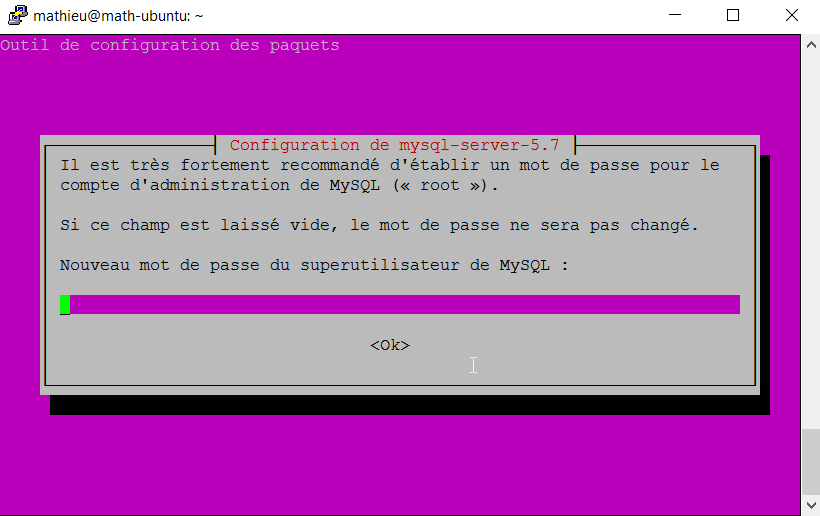 mathieu@math-ubuntu: ~
Outil de configuration des paquets
Configuration de mysql-server-5.7
Il est très fortement recommandé d'établir un mot de passe pour le
compte d'administration de MySQL (« root »).
Si ce champ est laissé vide, le mot de passe ne sera pas changé.
Nouveau mot de passe du superutilisateur de MySQL :
<Ok>